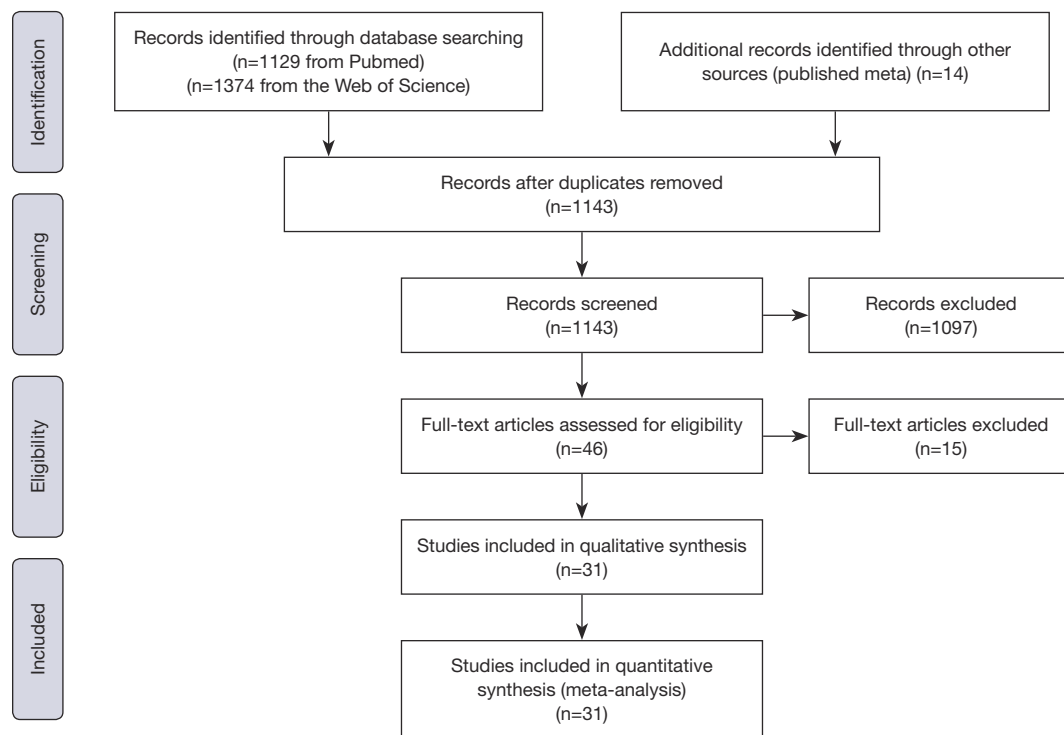 Identification
Records identified through database searching
(n=1129 from Pubmed)
(n=1374 from the Web of Science)
Additional records identified through other
sources (published meta) (n=14)
Records after duplicates removed
(n=1143)
Screening
Records screened
(n=1143)
Records excluded
(n=1097)
Eligibility
Full-text articles assessed for eligibility
(n=46)
Full-text articles excluded
(n=15)
Studies included in qualitative synthesis
(n=31)
Included
Studies included in quantitative
synthesis (meta-analysis)
(n=31)